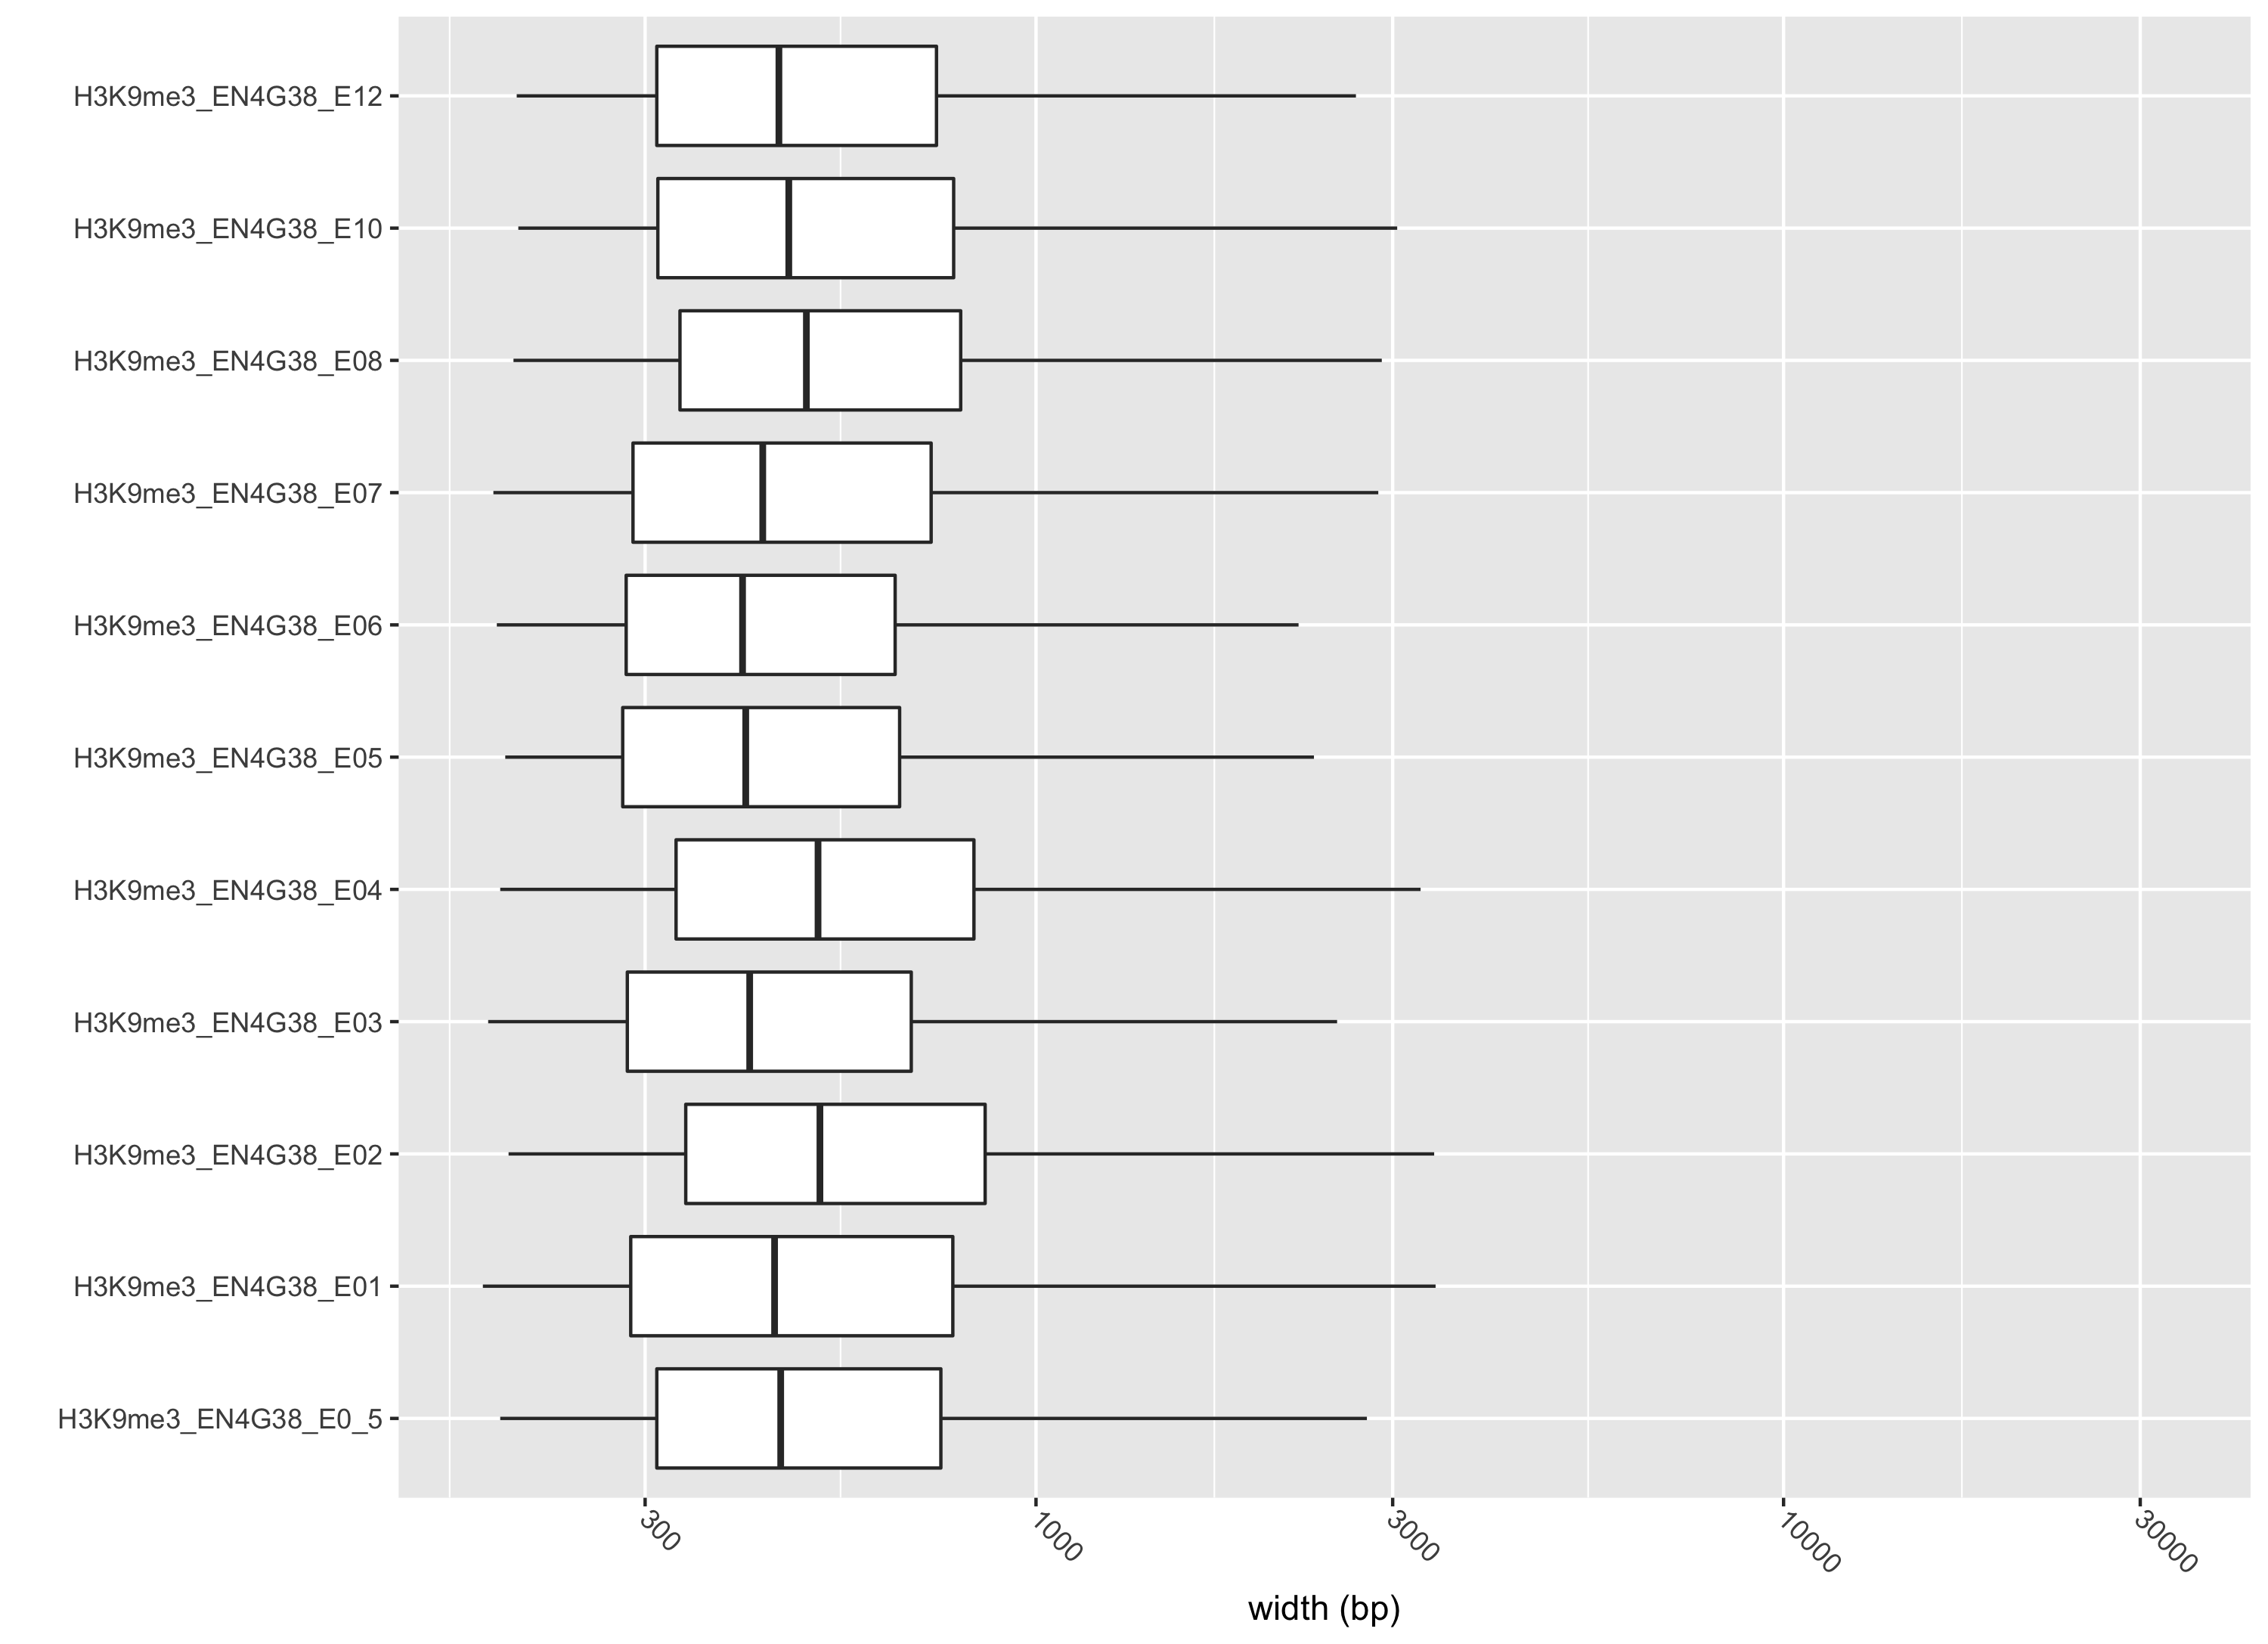 H3K9me3_EN4G38_E12
H3K9me3_EN4G38_E10
H3K9me3_EN4G38_E08
H3K9me3_EN4G38_E07
H3K9me3_EN4G38_E06
H3K9me3_EN4G38_E05
H3K9me3_EN4G38_E04
H3K9me3_EN4G38_E03
H3K9me3_EN4G38_E02
H3K9me3_EN4G38_E01
H3K9me3_EN4G38_E0_5
300
1000
3000
10000
30000
width (bp)